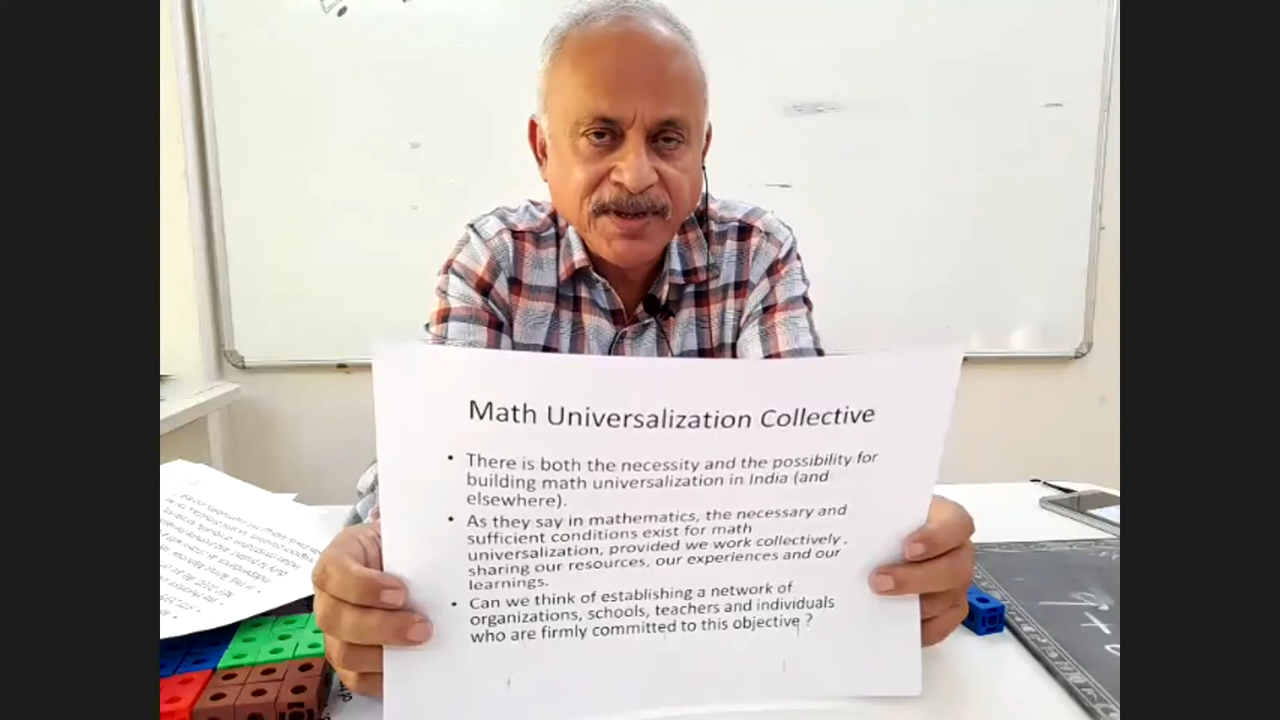 Math Universalization Collective
• There is both the necessity and the possibility for
building math universalization in India (and
elsewhere).
• As they say in mathematics, the necessary and
sufficient conditions exist for math
universalization, provided we work collectively,
sharing our resources, our experiences and our
learnings.
• Can we think of establishing a network of
organizations, schools, teachers and individuals
who are firmly committed to this objective ?